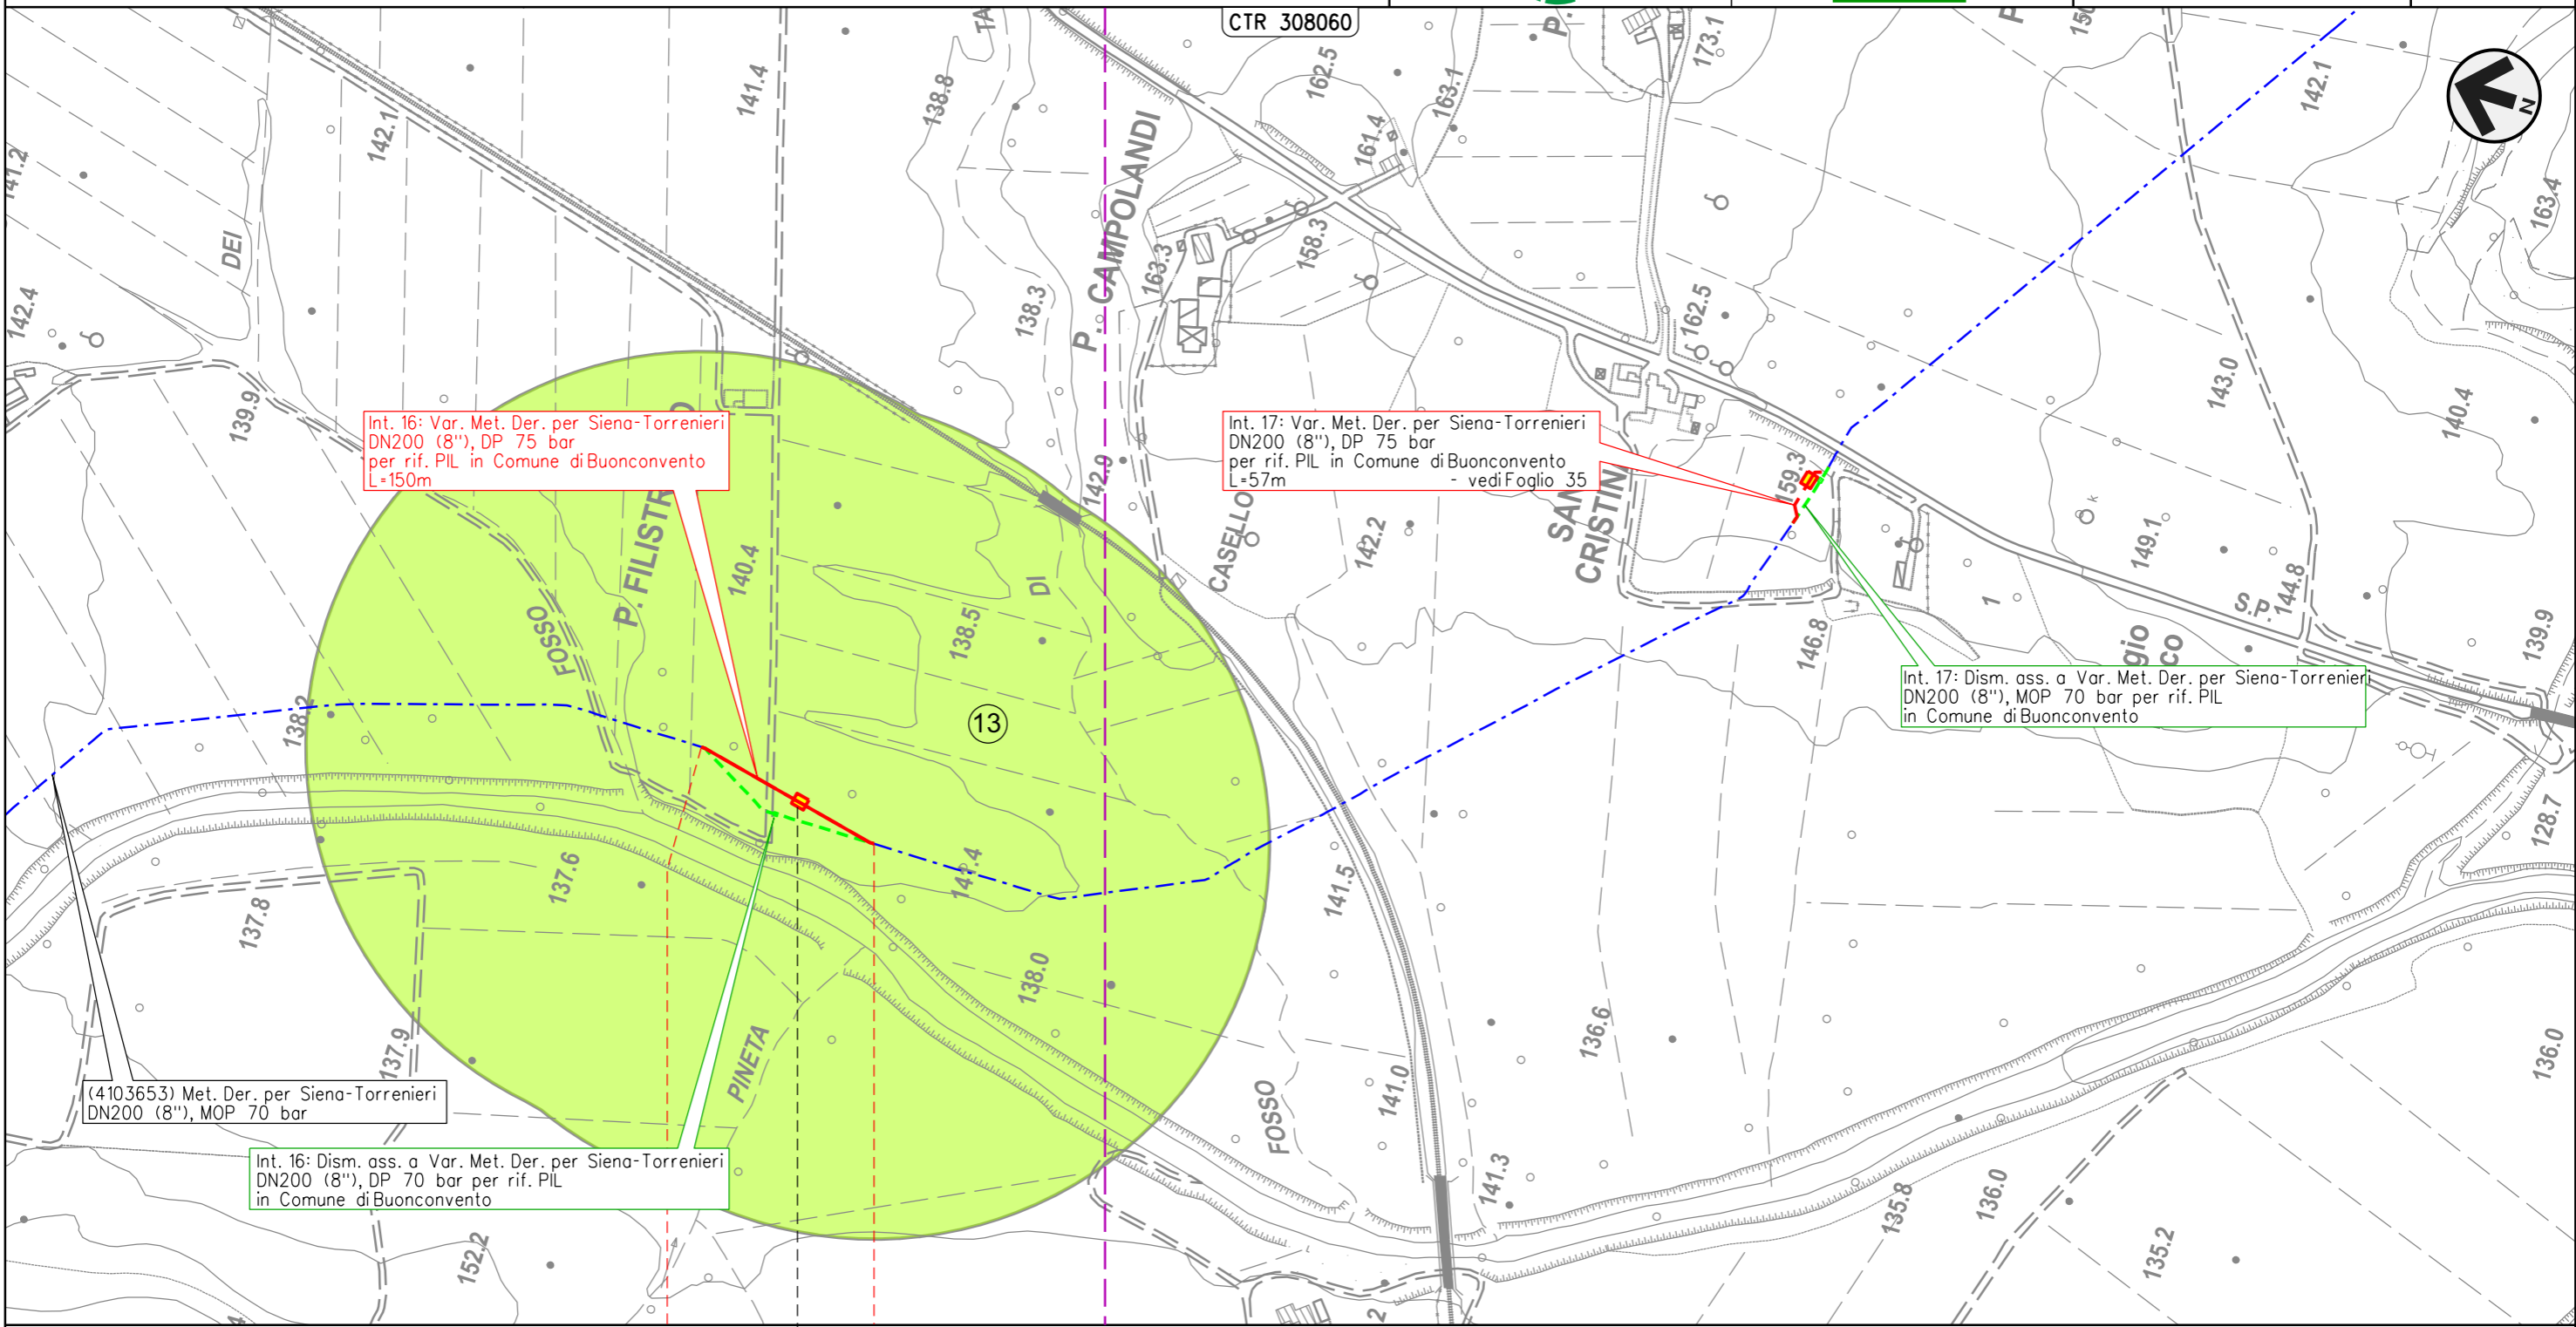 CTR 308060
P.
173.1
P
150
TA
N
141.4
138.8
162.5
163.1
161.4
142.1
142.1
141.2
163.4
DEI
P. CAMPOLANDI
163.3
158.3
142.4
138.3
162.5
143.0
140.4
139.9
Int. 16: Var. Met. Der. per Siena-Torrenieri
DN200 (8"), DP 75 bar
per rif. PIL in Comune di Buonconvento
L=150m
Int. 17: Var. Met. Der. per Siena-Torrenieri
DN200 (8"), DP 75 bar
per rif. PIL in Comune di Buonconvento
L=57m - vedi Foglio 35
142.9
159.3
CASELLO
142.2
SAN
CRISTIN
149.1
P. FILISTR
140.4
DI
138.5
FOSSO
1
S.P.
144.8
146.8
139.9
gio
co
Int. 17: Dism. ass. a Var. Met. Der. per Siena-Torrenieri
DN200 (8"), MOP 70 bar per rif. PIL
in Comune di Buonconvento
138.2
13
128.7
137.6
141.5
137.8
138.0
136.6
136.0
137.9
PINETA
141.0
FOSSO
(4103653) Met. Der. per Siena-Torrenieri
DN200 (8"), MOP 70 bar
Int. 16: Dism. ass. a Var. Met. Der. per Siena-Torrenieri
DN200 (8"), DP 70 bar per rif. PIL
in Comune di Buonconvento
141.3
135.8
136.0
135.2
152.2
4
2